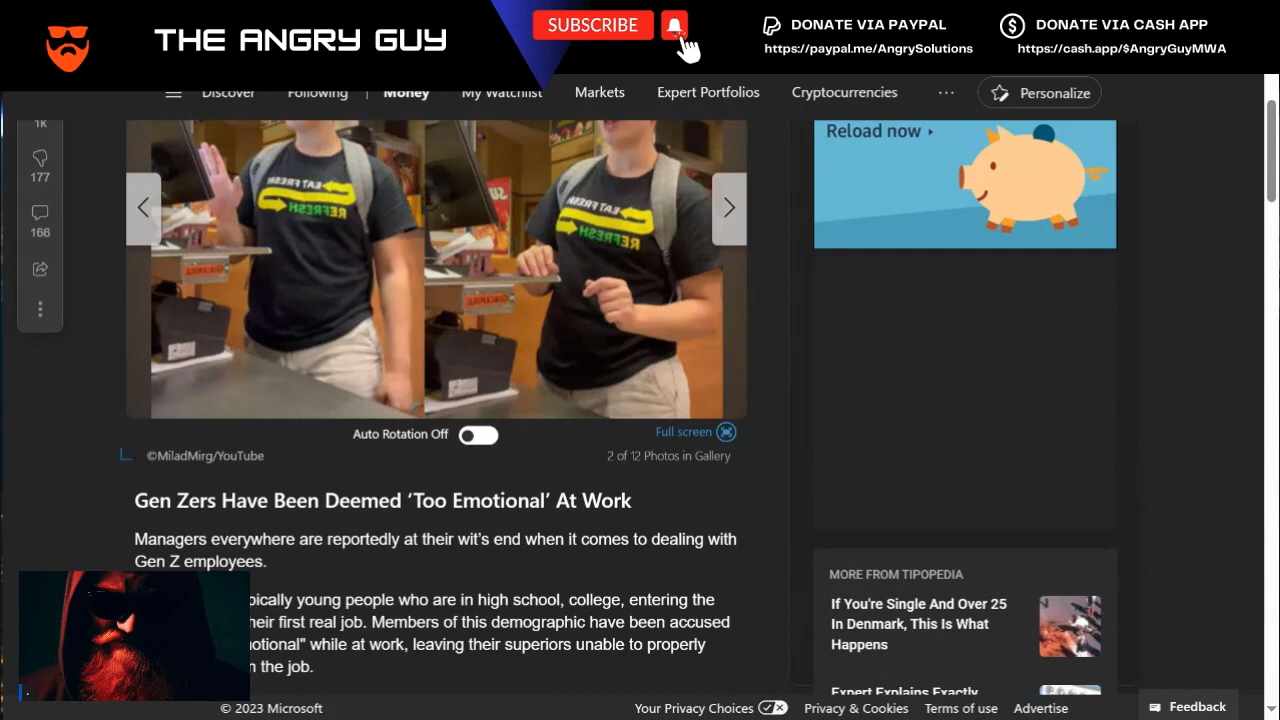 THE ANGRY GUY
SUBSCRIBE
DONATE VIA PAYPAL
https://paypal.me/AngrySolutions
DONATE VIA CASH APP
https://cash.app/$AngryGuyMWA
Discover Following Money My Watchlist Markets Expert Portfolios Cryptocurrencies ... Personalize
1K
177
166
EAT FRESH
REFRESH
EAT FRESH
REFRESH
Reload now
Auto Rotation Off
Full screen
©MiladMirg/YouTube
2 of 12 Photos in Gallery
Gen Zers Have Been Deemed ‘Too Emotional’ At Work
Managers everywhere are reportedly at their wit’s end when it comes to dealing with
Gen Z employees.
young people who are in high school, college, entering the
first real job. Members of this demographic have been accused
while at work, leaving their superiors unable to properly
the job.
MORE FROM TIPOPEDIA
If You're Single And Over 25
In Denmark, This Is What
Happens
Expert Explains Exactly
© 2023 Microsoft
Your Privacy Choices
Privacy & Cookies
Terms of use
Advertise
Feedback